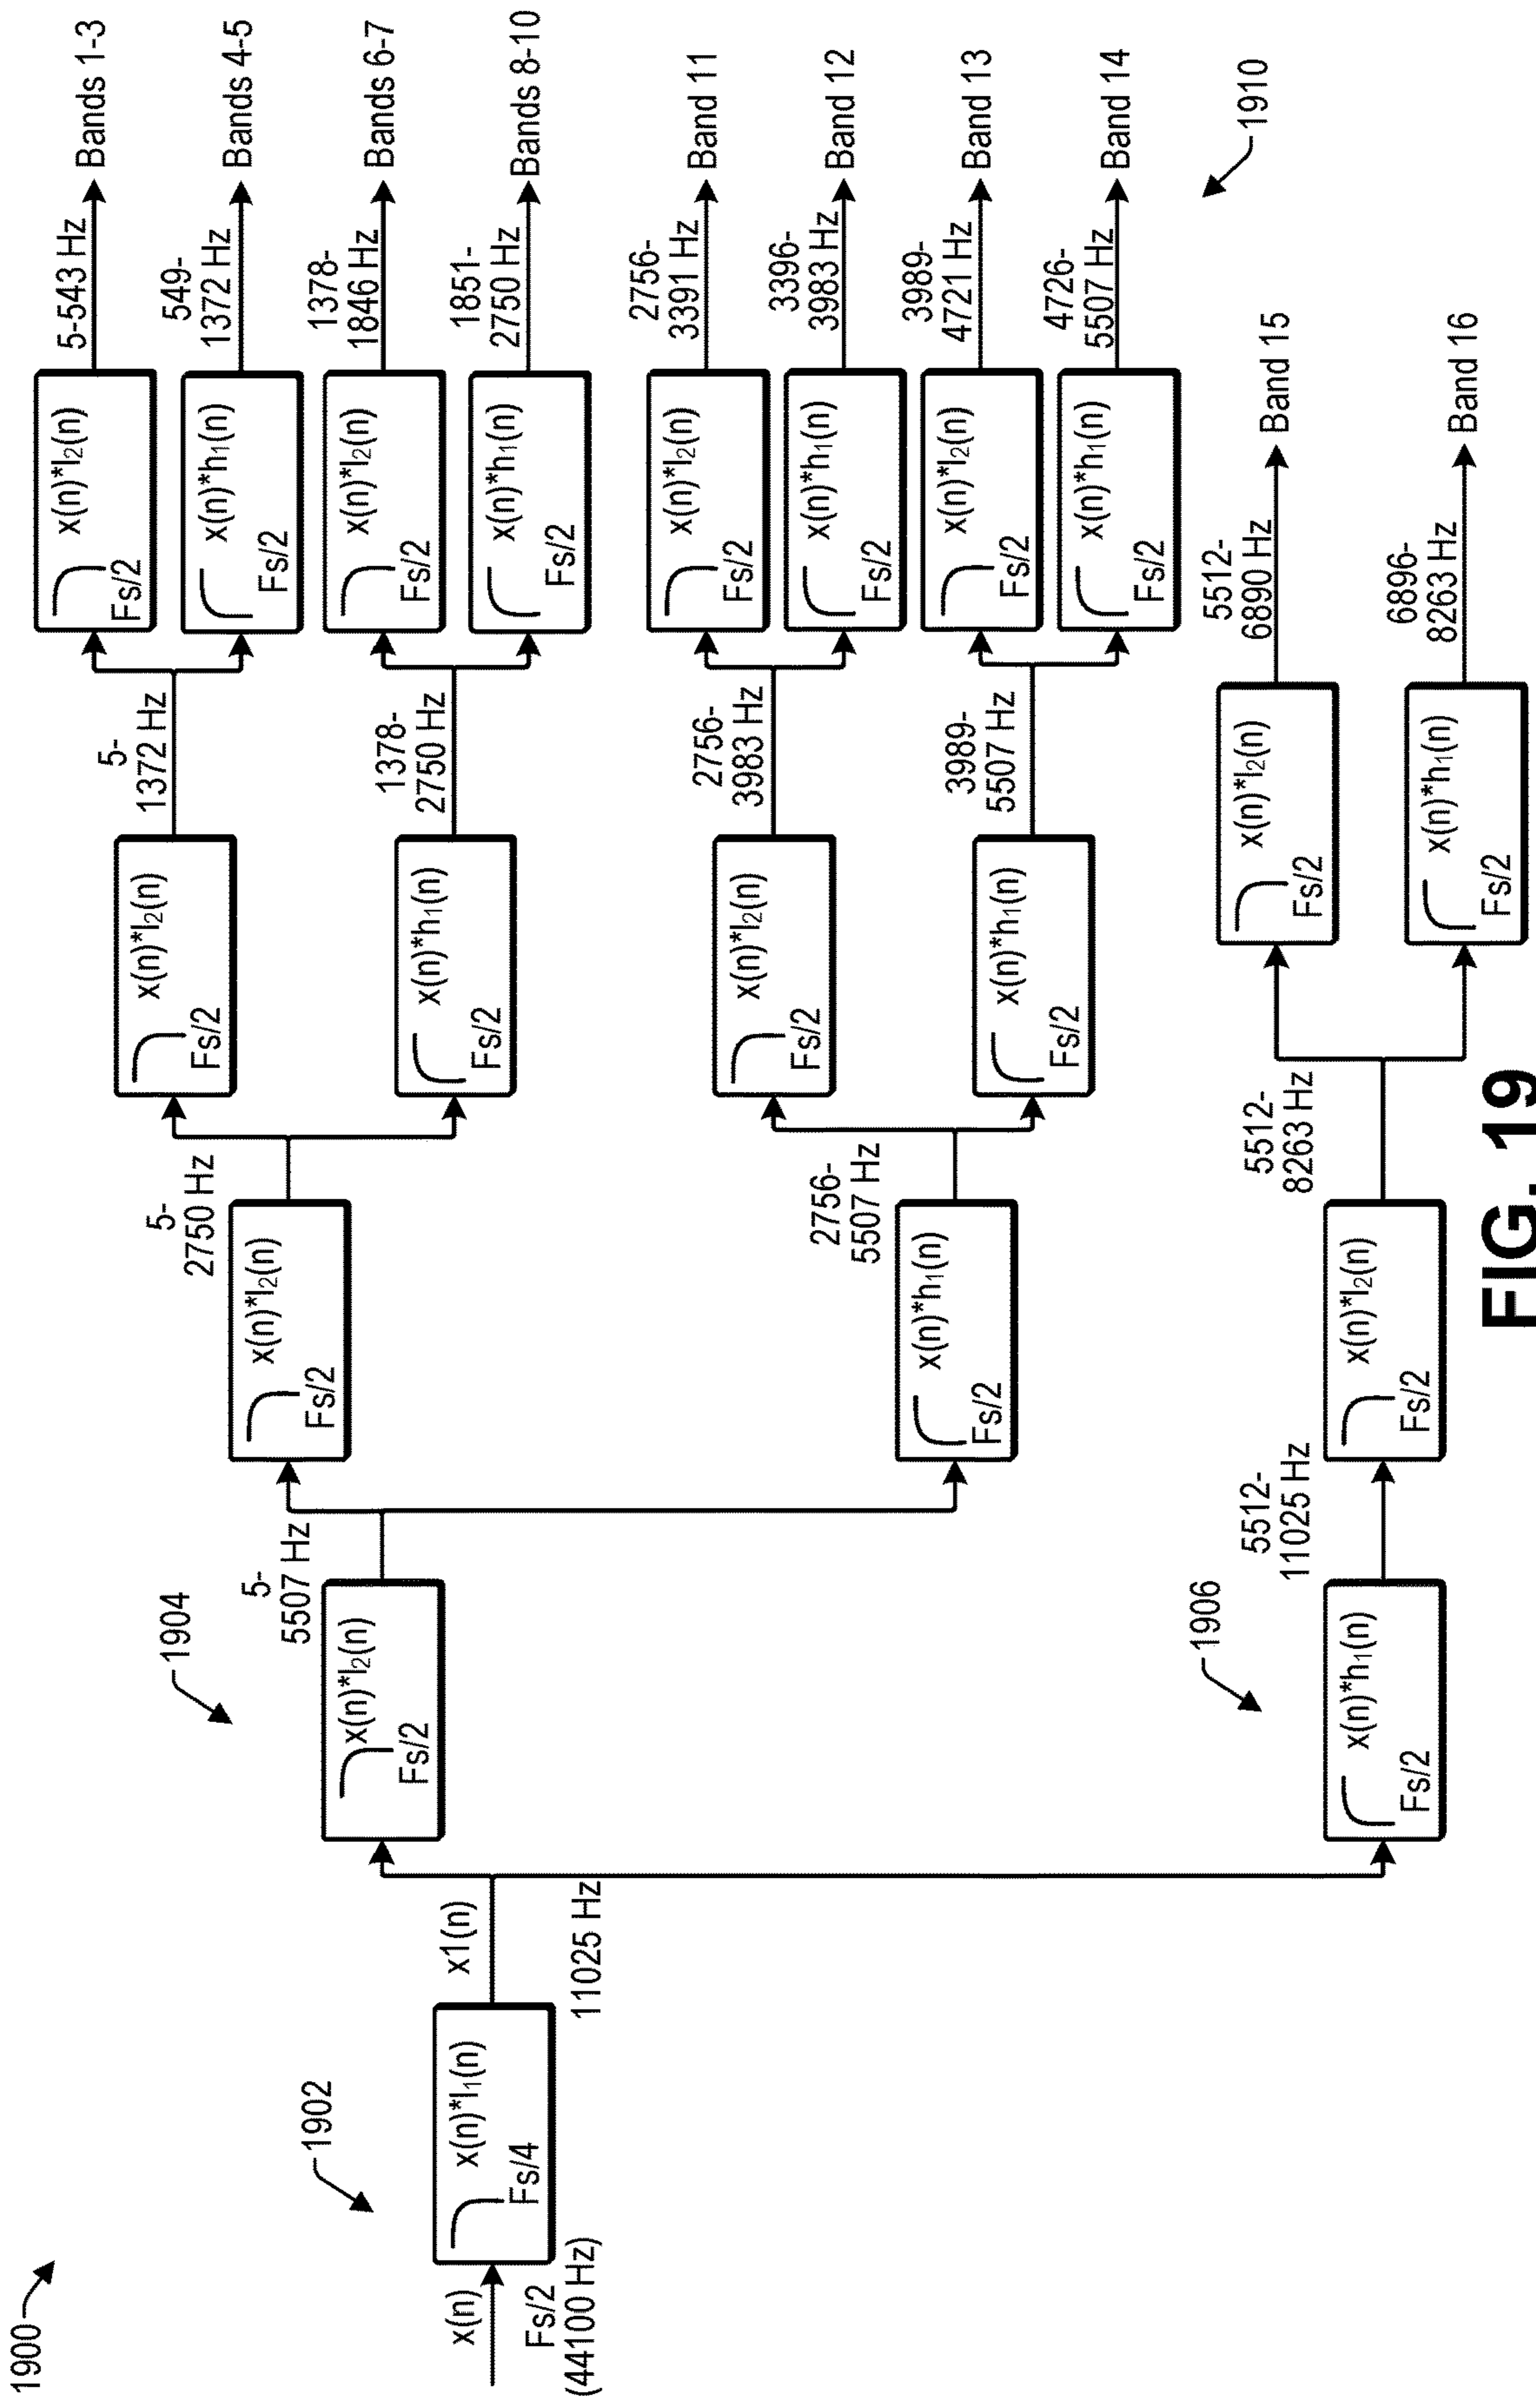 1900
x(n)
Fs/2
(44100 Hz)
1902
x(n)*l₁(n)
Fs/4
x1(n)
11025 Hz
1904
x(n)*l₂(n)
Fs/2
5-
5507 Hz
1906
x(n)*h₁(n)
Fs/2
5512-
11025 Hz
x(n)*l₂(n)
Fs/2
5-
2750 Hz
x(n)*h₁(n)
Fs/2
2756-
5507 Hz
x(n)*l₂(n)
Fs/2
5512-
8263 Hz
x(n)*l₂(n)
Fs/2
5-
1372 Hz
x(n)*h₁(n)
Fs/2
1378-
2750 Hz
x(n)*l₂(n)
Fs/2
2756-
3983 Hz
x(n)*h₁(n)
Fs/2
3989-
5507 Hz
x(n)*l₂(n)
Fs/2
5-543 Hz
Bands 1-3
x(n)*h₁(n)
Fs/2
549-
1372 Hz
Bands 4-5
x(n)*l₂(n)
Fs/2
1378-
1846 Hz
Bands 6-7
x(n)*h₁(n)
Fs/2
1851-
2750 Hz
Bands 8-10
x(n)*l₂(n)
Fs/2
2756-
3391 Hz
Band 11
x(n)*h₁(n)
Fs/2
3396-
3983 Hz
Band 12
x(n)*l₂(n)
Fs/2
3989-
4721 Hz
Band 13
x(n)*h₁(n)
Fs/2
4726-
5507 Hz
Band 14
1910
x(n)*l₂(n)
Fs/2
5512-
6890 Hz
Band 15
x(n)*h₁(n)
Fs/2
6896-
8263 Hz
Band 16
FIG. 19